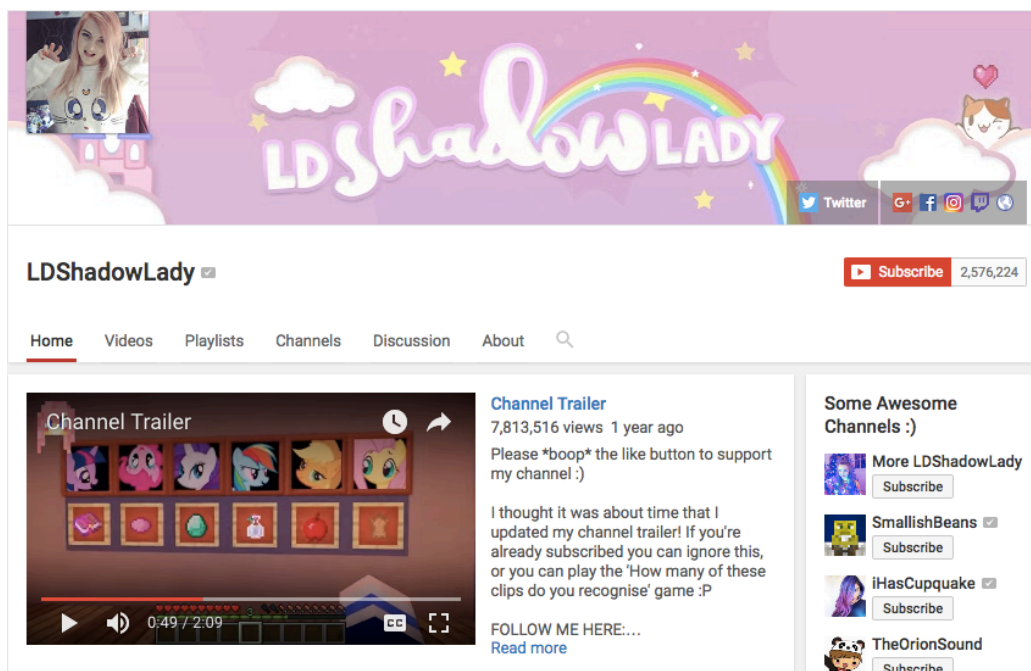 LDShadowLADY
Twitter
G+
LDShadowLady
Subscribe 2,576,224
Home Videos Playlists Channels Discussion About
Channel Trailer
0:49 / 2:09
CC
Channel Trailer
7,813,516 views 1 year ago
Please *boop* the like button to support
my channel :)
I thought it was about time that I
updated my channel trailer! If you're
already subscribed you can ignore this,
or you can play the 'How many of these
clips do you recognise' game :P
FOLLOW ME HERE:…
Read more
Some Awesome
Channels :)
More LDShadowLady
Subscribe
SmallishBeans
Subscribe
iHasCupquake
Subscribe
TheOrionSound
Subscribe